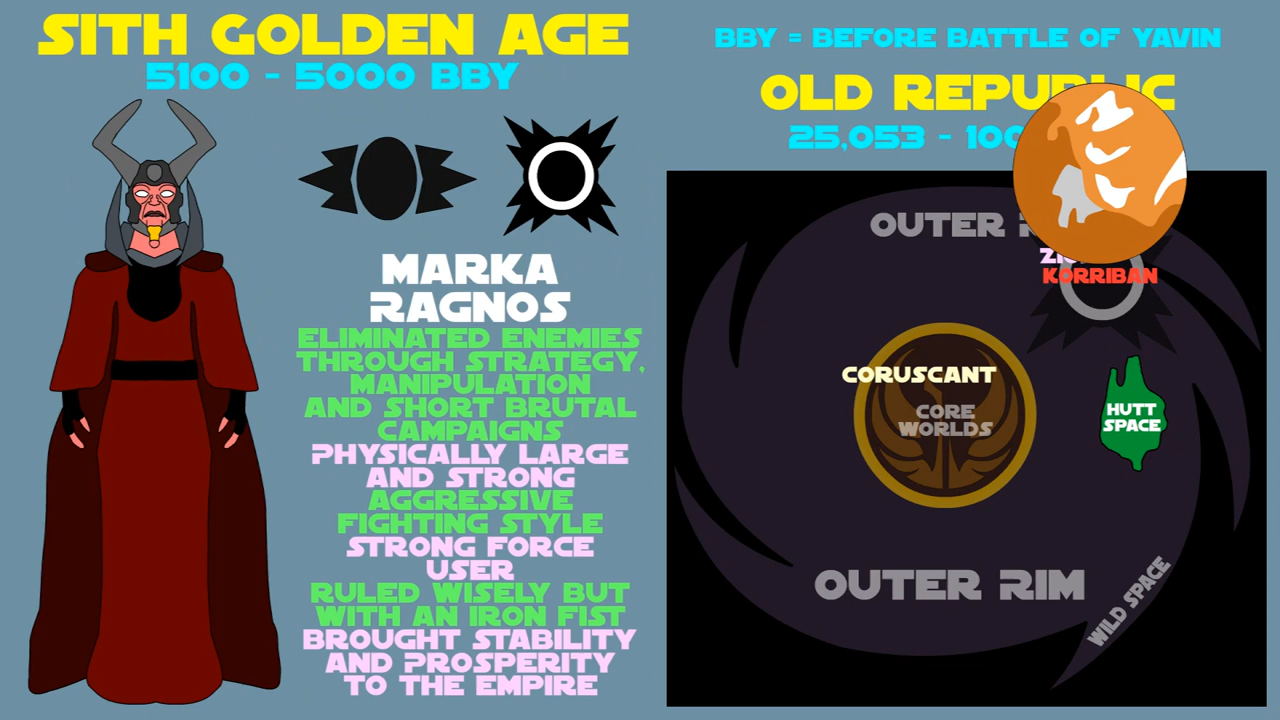 SITH GOLDEN AGE
5100 - 5000 BBY
MARKA
RAGNOS
ELIMINATED ENEMIES
THROUGH STRATEGY,
MANIPULATION
AND SHORT BRUTAL
CAMPAIGNS
PHYSICALLY LARGE
AND STRONG
AGGRESSIVE
FIGHTING STYLE
STRONG FORCE
USER
RULED WISELY BUT
WITH AN IRON FIST
BROUGHT STABILITY
AND PROSPERITY
TO THE EMPIRE
BBY = BEFORE BATTLE OF YAVIN
OLD REPUBLIC
25,053 - 100
OUTER
KORRIBAN
CORUSCANT
CORE
WORLDS
HUTT
SPACE
OUTER RIM
WILD SPACE